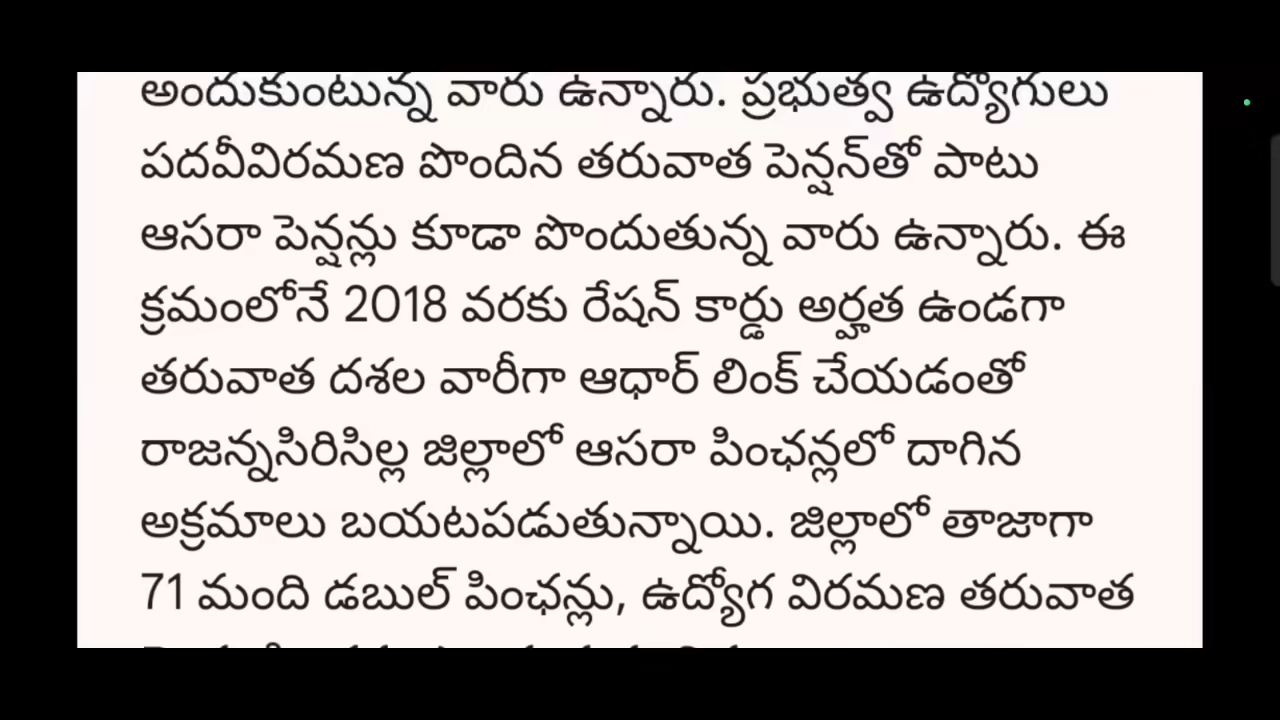 అందుకుంటున్న వారు ఉన్నారు. ప్రభుత్వ ఉద్యోగులు
పదవీవిరమణ పొందిన తరువాత పెన్షన్‌తో పాటు
ఆసరా పెన్షన్లు కూడా పొందుతున్న వారు ఉన్నారు. ఈ
క్రమంలోనే 2018 వరకు రేషన్ కార్డు అర్హత ఉండగా
తరువాత దశల వారీగా ఆధార్ లింక్ చేయడంతో
రాజన్నసిరిసిల్ల జిల్లాలో ఆసరా పింఛన్లలో దాగిన
అక్రమాలు బయటపడుతున్నాయి. జిల్లాలో తాజాగా
71 మంది డబుల్ పింఛన్లు, ఉద్యోగ విరమణ తరువాత